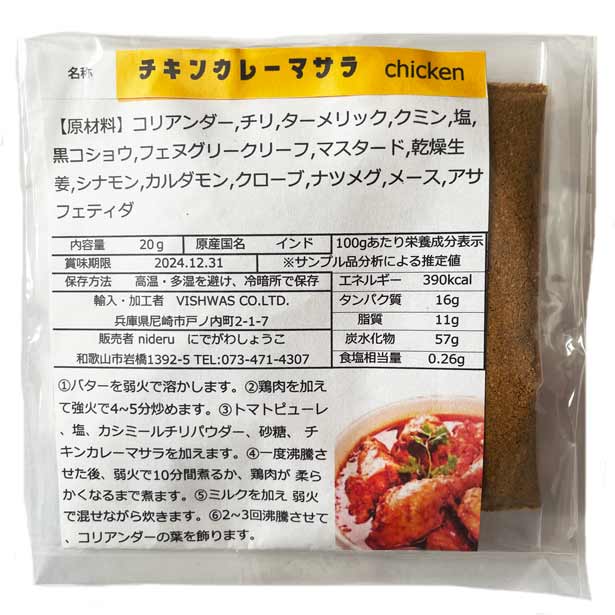 名称 チキンカレーマサラ chicken
【原材料】コリアンダー,チリ,ターメリック,クミン,塩,
黒コショウ,フェヌグリークリーフ,マスタード,乾燥生
姜,シナモン,カルダモン,クローブ,ナツメグ,メース,アサ
フェティダ
内容量 20g 原産国名 インド 100gあたり栄養成分表示
賞味期限 2024.12.31 ※サンプル品分析による推定値
保存方法 高温・多湿を避け、冷暗所で保存 エネルギー 390kcal
輸入・加工者 VISHWAS CO.LTD. タンパク質 16g
兵庫県尼崎市戸ノ内町2-1-7 脂質 11g
販売者 nideru にでがわしょうこ 炭水化物 57g
和歌山市岩橋1392-5 TEL:073-471-4307 食塩相当量 0.26g
①バターを弱火で溶かします。②鶏肉を加え
て強火で4~5分炒めます。③トマトピューレ
、塩、カシミールチリパウダー、砂糖、 チ
キンカレーマサラを加えます。④一度沸騰さ
せた後、弱火で10分間煮るか、鶏肉が 柔ら
かくなるまで煮ます。⑤ミルクを加え 弱火
で混ぜながら炊きます。⑥2~3回沸騰させて
、コリアンダーの葉を飾ります。